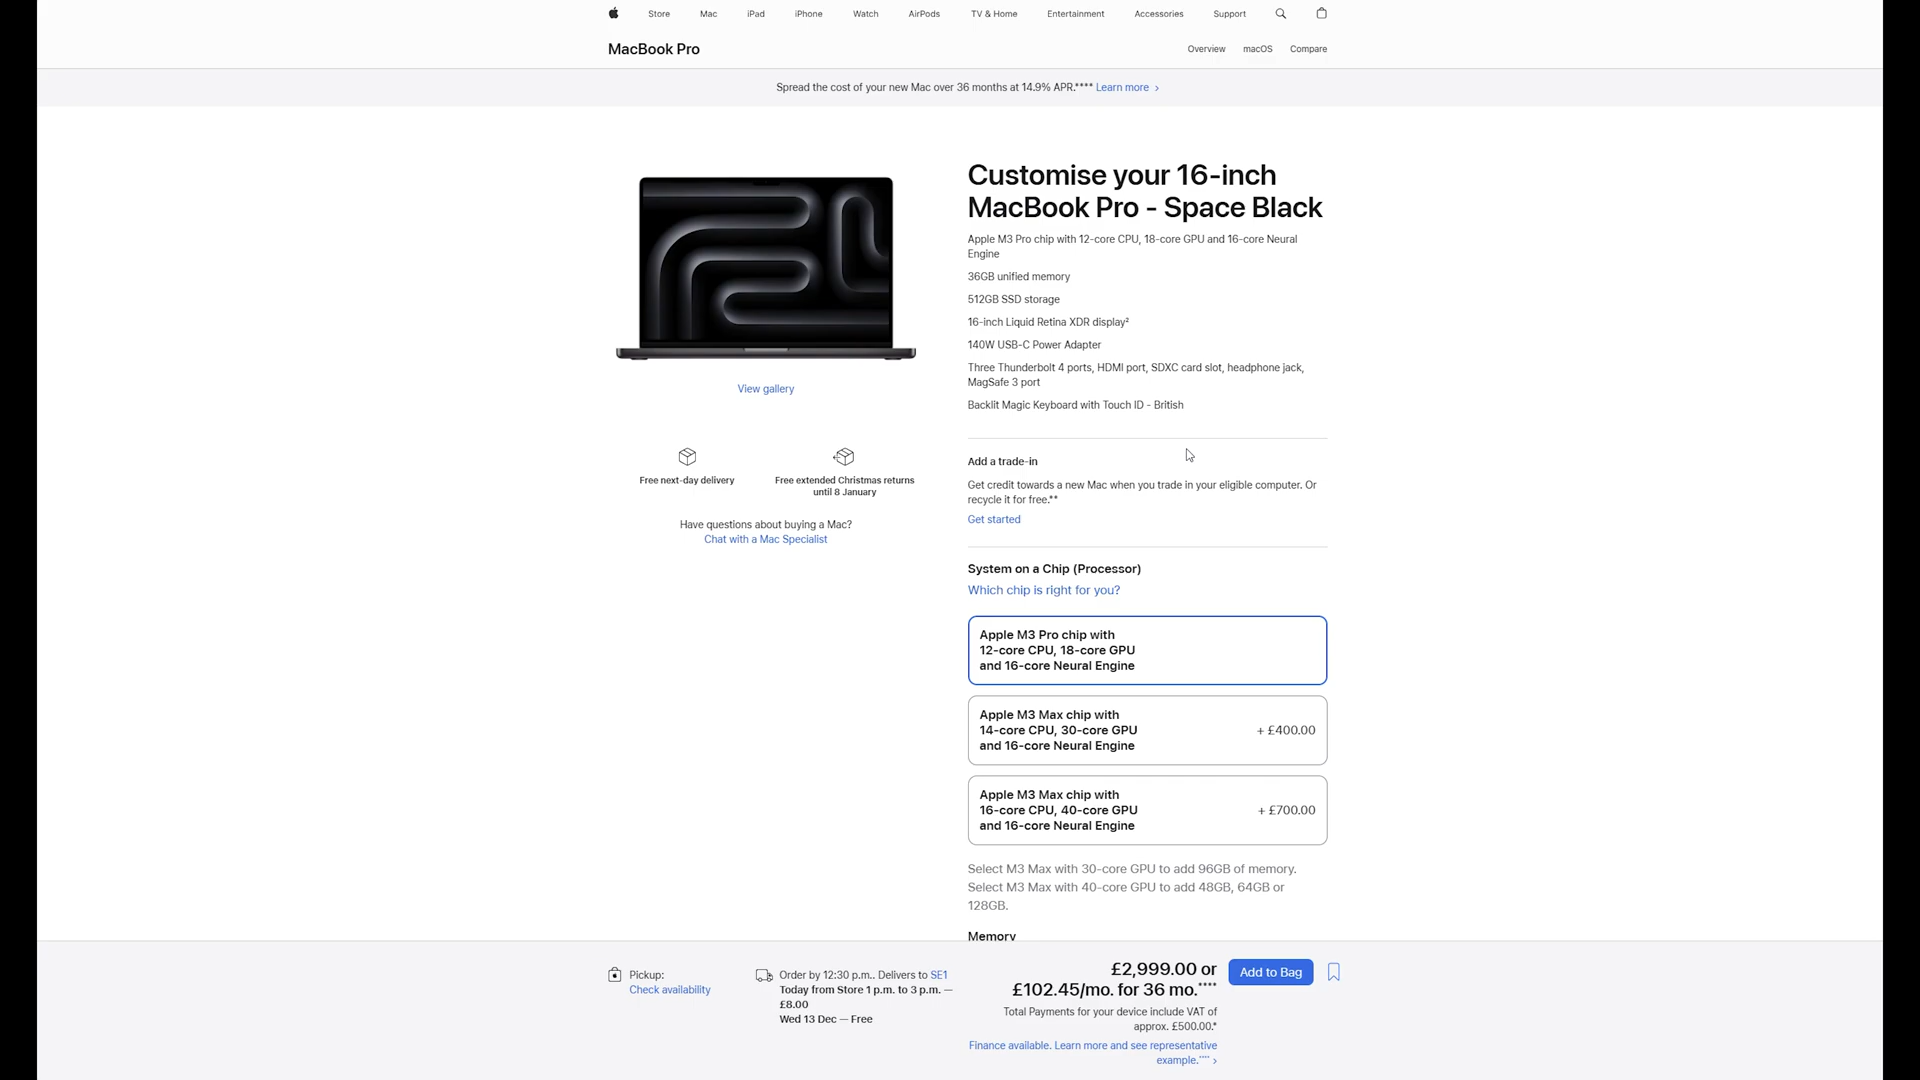 Store Mac iPad iPhone Watch AirPods TV & Home Entertainment Accessories Support
MacBook Pro
Overview macOS Compare
Spread the cost of your new Mac over 36 months at 14.9% APR.**** Learn more >
Customise your 16-inch
MacBook Pro - Space Black
Apple M3 Pro chip with 12-core CPU, 18-core GPU and 16-core Neural
Engine
36GB unified memory
512GB SSD storage
16-inch Liquid Retina XDR display²
140W USB-C Power Adapter
Three Thunderbolt 4 ports, HDMI port, SDXC card slot, headphone jack,
MagSafe 3 port
Backlit Magic Keyboard with Touch ID - British
View gallery
Free next-day delivery
Free extended Christmas returns
until 8 January
Have questions about buying a Mac?
Chat with a Mac Specialist
Add a trade-in
Get credit towards a new Mac when you trade in your eligible computer. Or
recycle it for free.**
Get started
System on a Chip (Processor)
Which chip is right for you?
Apple M3 Pro chip with
12-core CPU, 18-core GPU
and 16-core Neural Engine
Apple M3 Max chip with
14-core CPU, 30-core GPU
and 16-core Neural Engine
+ £400.00
Apple M3 Max chip with
16-core CPU, 40-core GPU
and 16-core Neural Engine
+ £700.00
Select M3 Max with 30-core GPU to add 96GB of memory.
Select M3 Max with 40-core GPU to add 48GB, 64GB or
128GB.
Memory
Pickup:
Check availability
Order by 12:30 p.m.. Delivers to SE1
Today from Store 1 p.m. to 3 p.m. —
£8.00
Wed 13 Dec — Free
£2,999.00 or
£102.45/mo. for 36 mo.****
Total Payments for your device include VAT of
approx. £500.00.*
Finance available. Learn more and see representative
example.**** >
Add to Bag